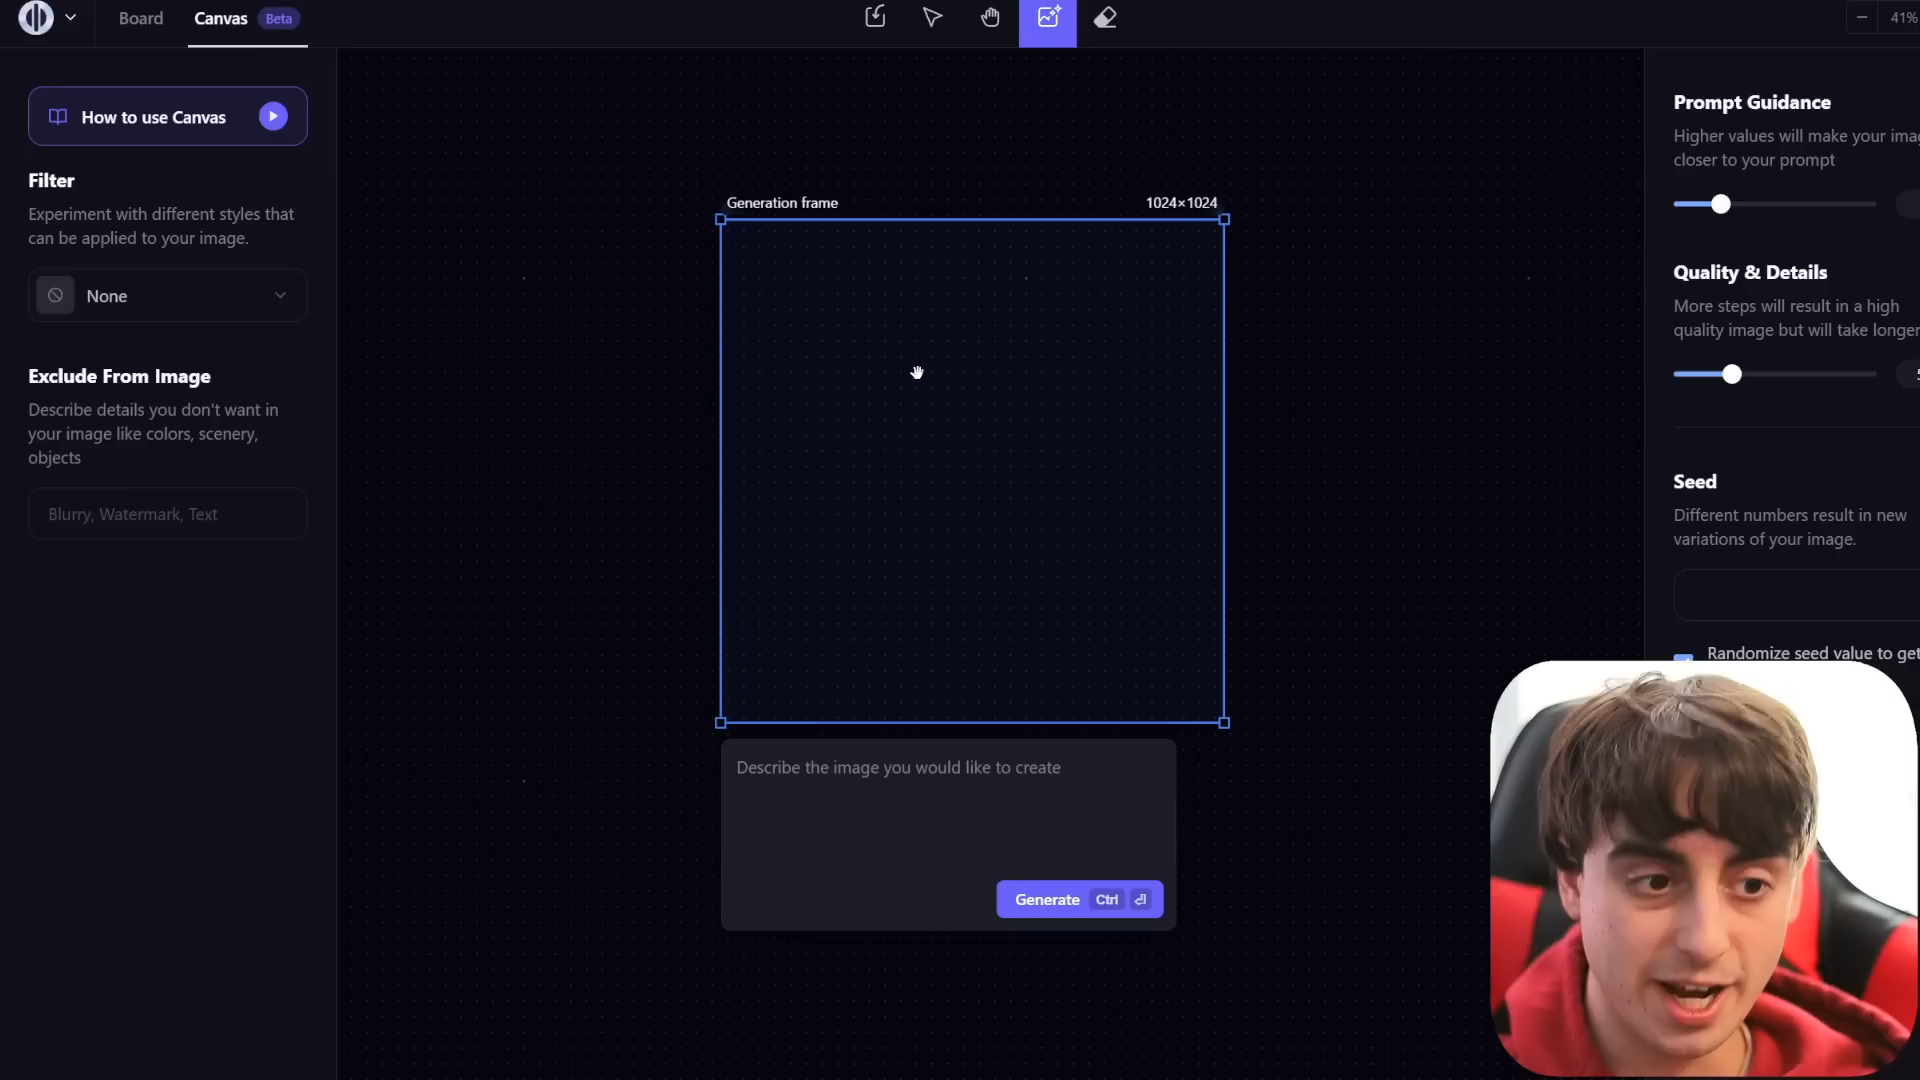 Board
Canvas
Beta
41%
How to use Canvas
Filter
Experiment with different styles that
can be applied to your image.
None
Exclude From Image
Describe details you don't want in
your image like colors, scenery,
objects
Blurry, Watermark, Text
Generation frame
1024×1024
Describe the image you would like to create
Generate Ctrl
Prompt Guidance
Higher values will make your
closer to your prompt
Quality & Details
More steps will result in a high
quality image but will take longer
Seed
Different numbers result in new
variations of your image.
Randomize seed value to get